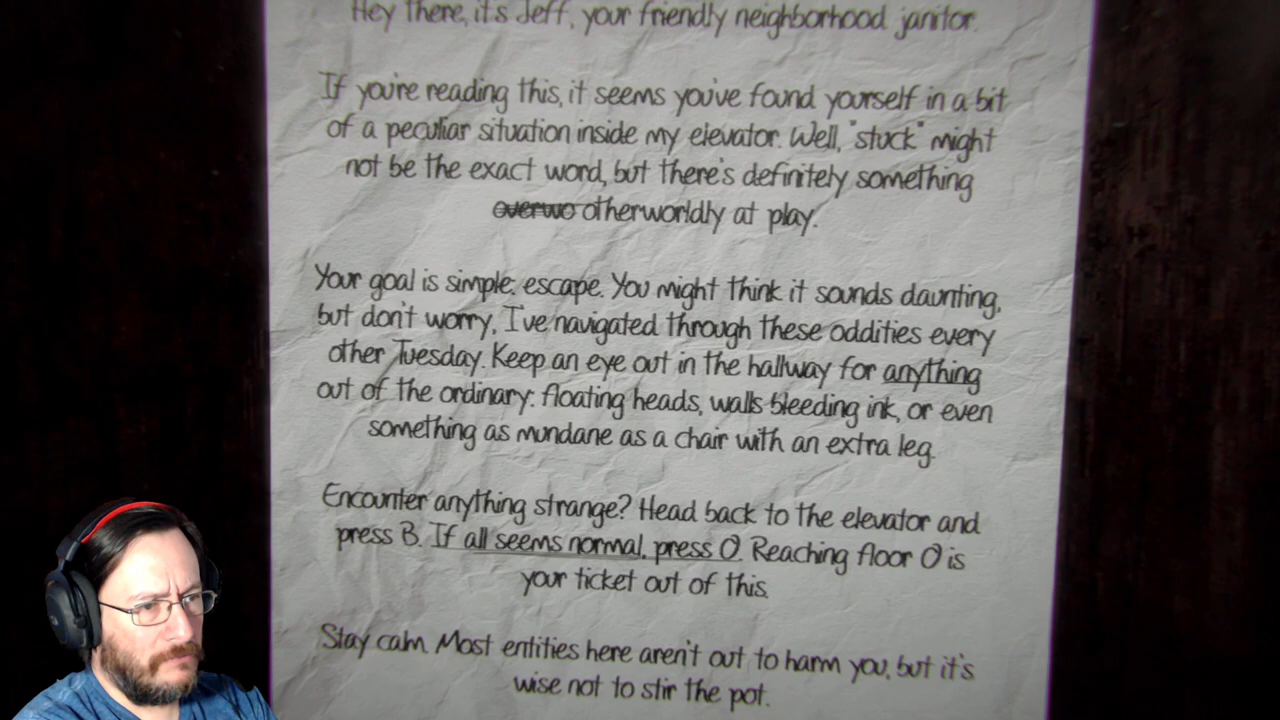 Hey There, it's Jeff, your friendly neighborhood janitor.
If you're reading this, it seems you've found yourself in a bit
of a peculiar situation inside my elevator. Well, "stuck" might
not be the exact word, but there's definitely something
overwo otherworldly at play.
Your goal is simple: escape. You might think it sounds daunting,
but don't worry, I've navigated through these oddities every
other Tuesday. Keep an eye out in the hallway for anything
out of the ordinary: floating heads, walls bleeding ink, or even
something as mundane as a chair with an extra leg.
Encounter anything strange? Head back to the elevator and
press B. If all seems normal, press 0. Reaching floor 0 is
your ticket out of this.
Stay calm. Most entities here aren't out to harm you, but it's
wise not to stir the pot.